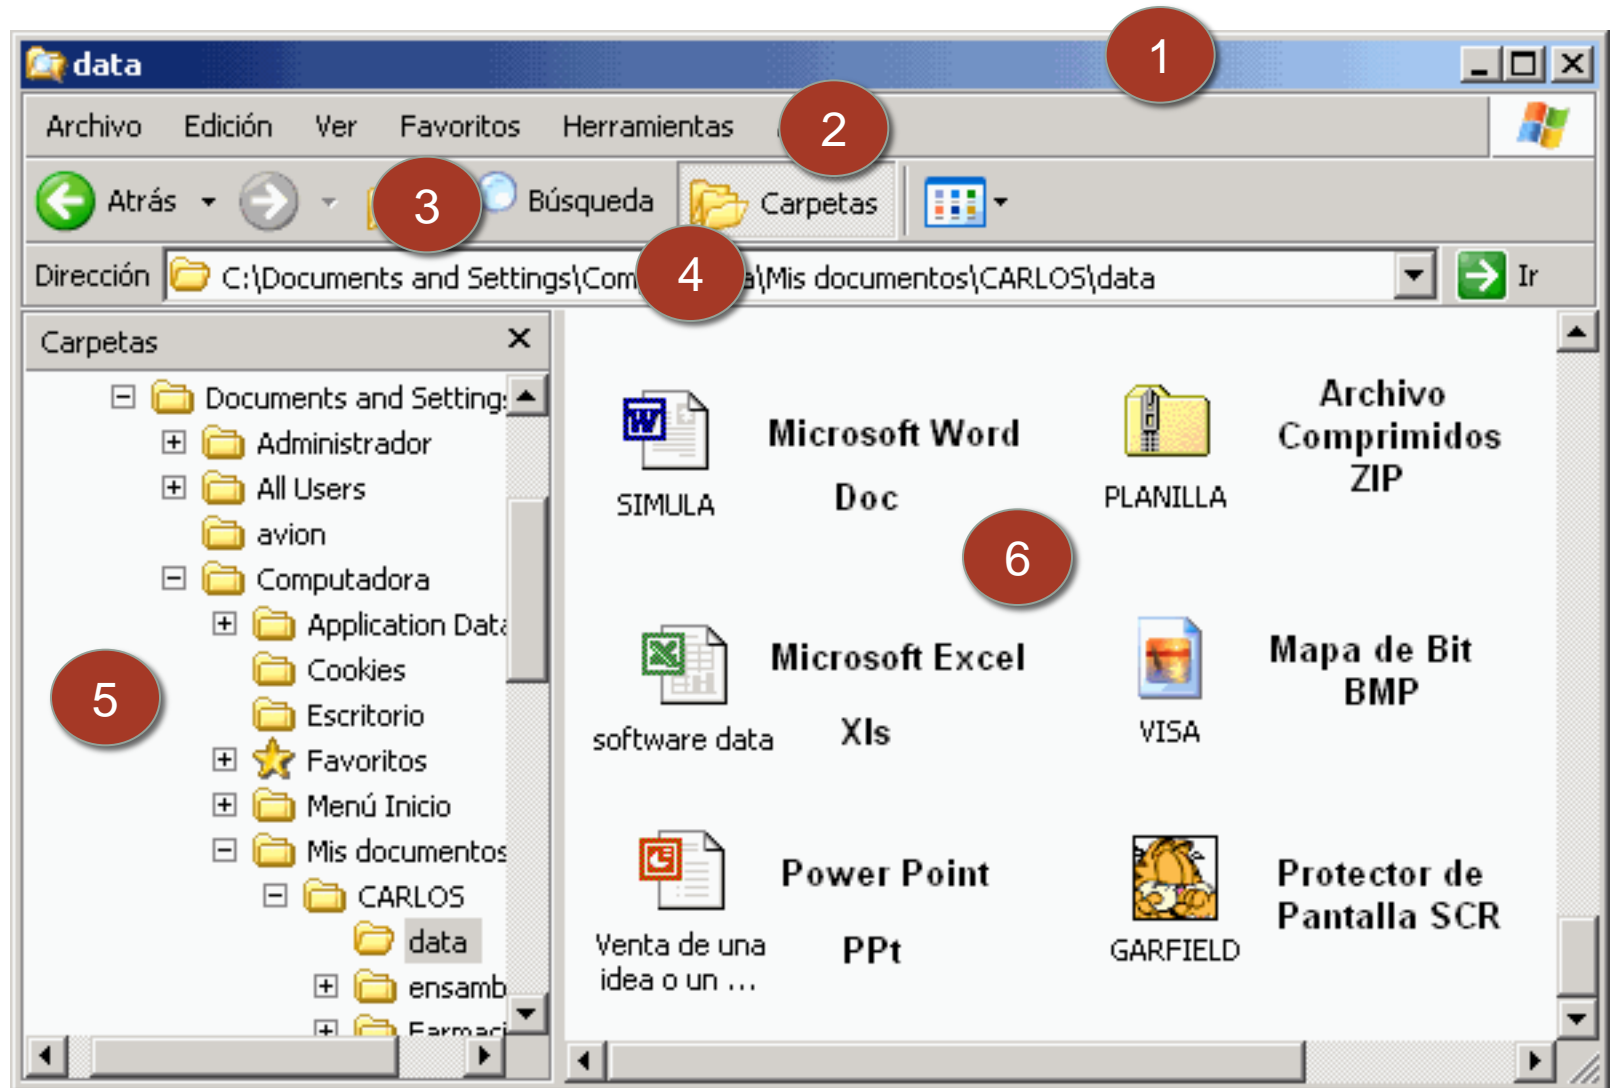 1
data
Archivo Edición Ver Favoritos Herramientas
2
Atrás
3
Búsqueda
Carpetas
Dirección
C:\Documents and Settings\Com
4
a\Mis documentos\CARLOS\data
Ir
Carpetas
Documents and Setting
Administrador
All Users
avion
Computadora
Application Data
Cookies
5
Escritorio
Favoritos
Menú Inicio
Mis documentos
CARLOS
data
ensamb
Farmaci
SIMULA
Microsoft Word
Doc
PLANILLA
Archivo
Comprimidos
ZIP
6
software data
Microsoft Excel
Xls
VISA
Mapa de Bit
BMP
Venta de una
idea o un ...
Power Point
PPt
GARFIELD
Protector de
Pantalla SCR